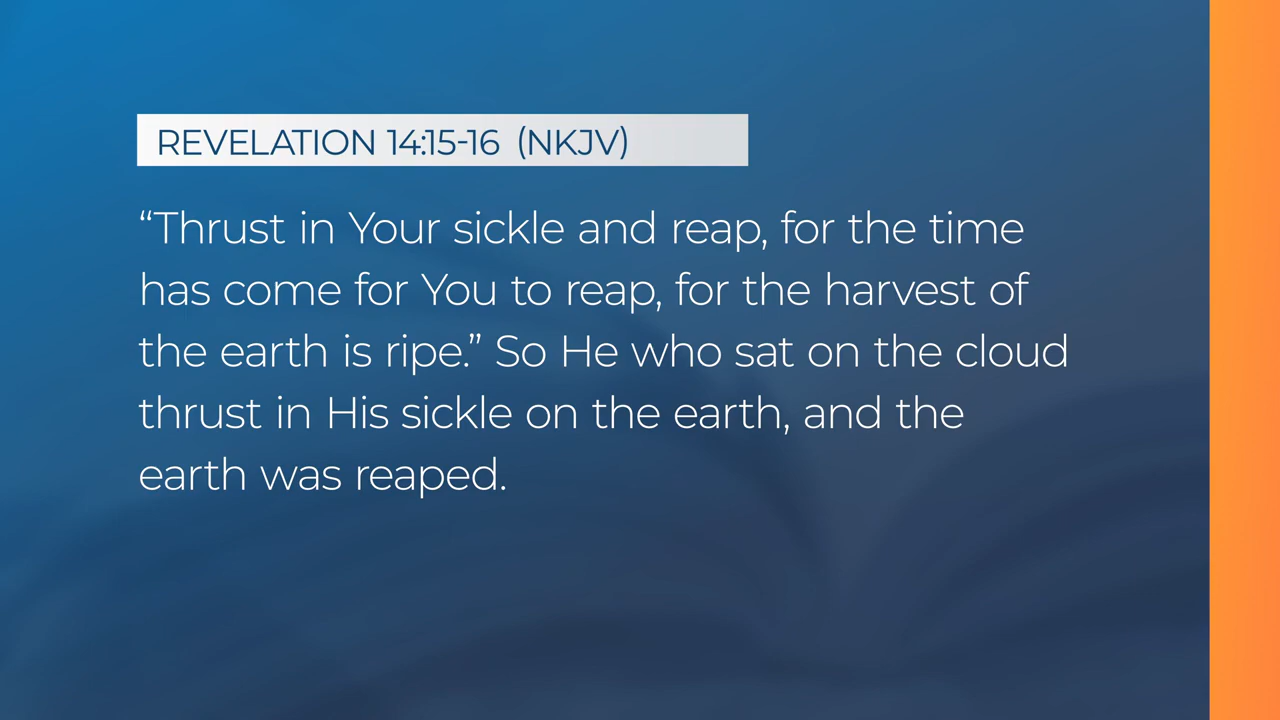 REVELATION 14:15-16 (NKJV)
“Thrust in Your sickle and reap, for the time
has come for You to reap, for the harvest of
the earth is ripe.” So He who sat on the cloud
thrust in His sickle on the earth, and the
earth was reaped.